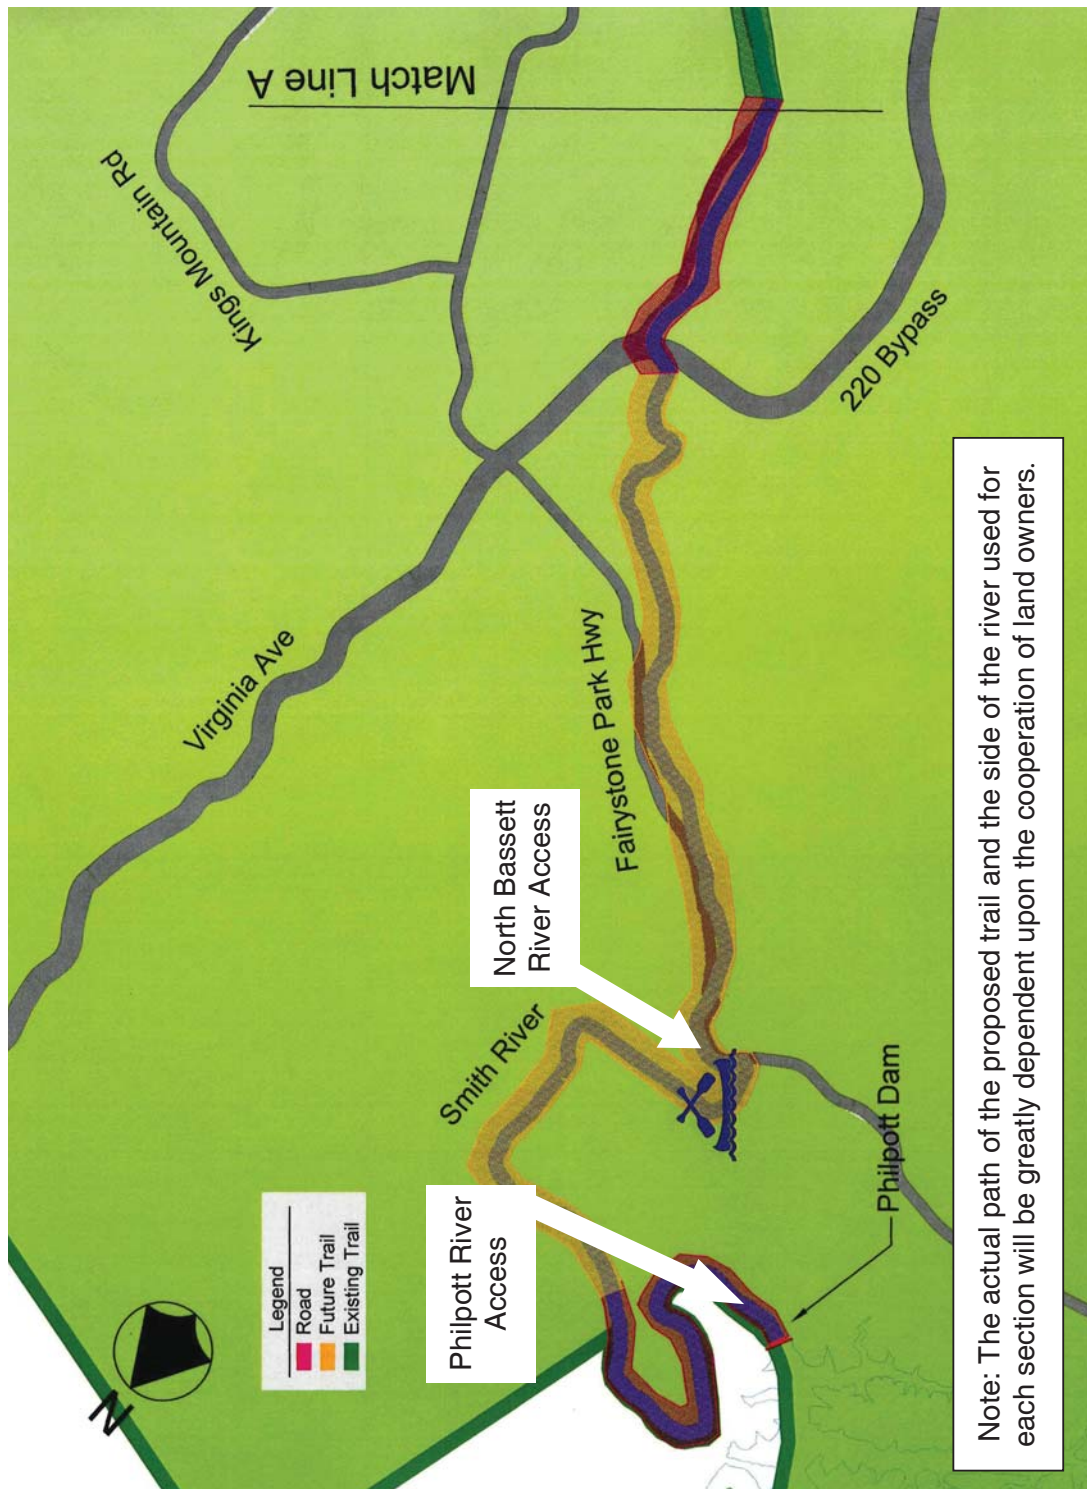 Match Line A
Kings Mountain Rd
220 Bypass
Virginia Ave
Fairystone Park Hwy
North Bassett
River Access
Smith River
Philpott River
Access
Philpott Dam
N
Legend
Road
Future Trail
Existing Trail
Note: The actual path of the proposed trail and the side of the river used for
each section will be greatly dependent upon the cooperation of land owners.